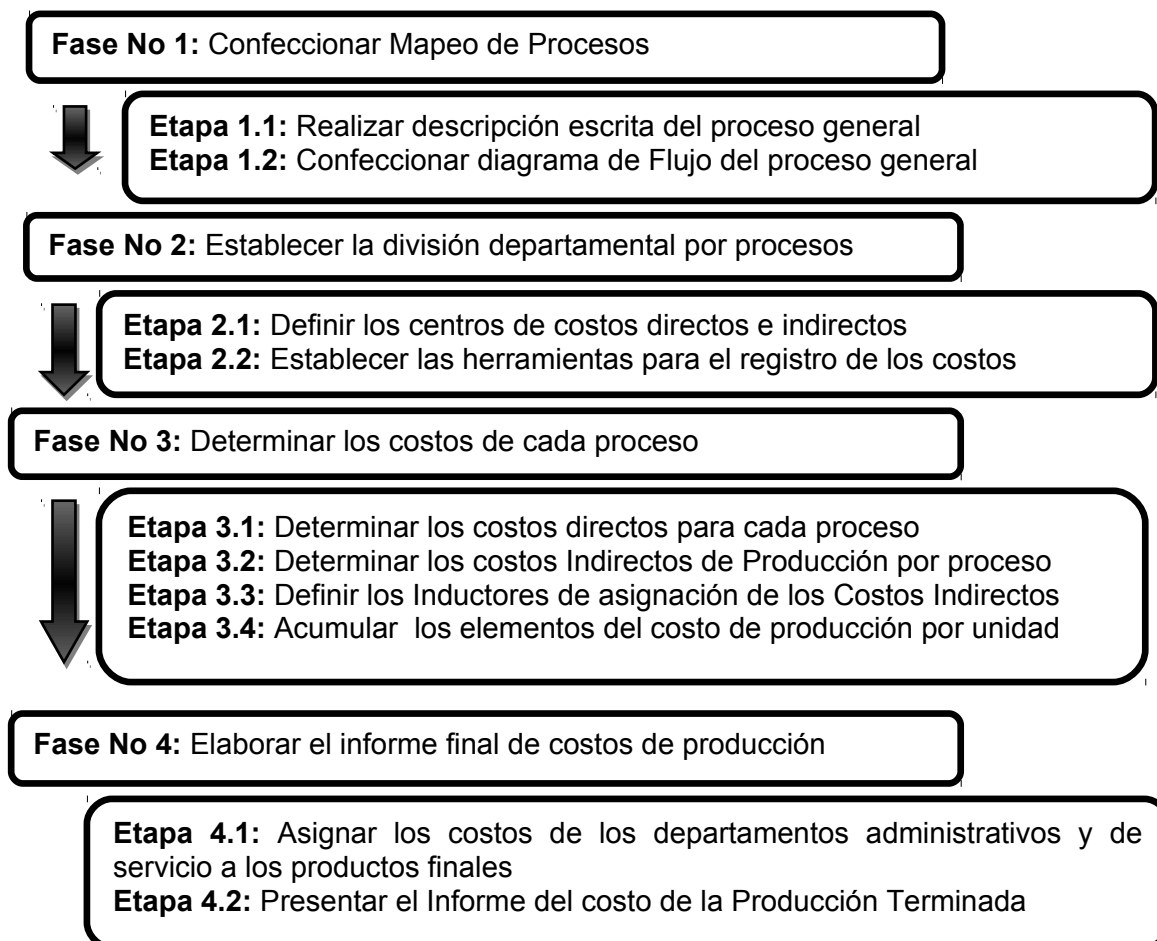 Fase No 1: Confeccionar Mapeo de Procesos
Etapa 1.1: Realizar descripción escrita del proceso general
Etapa 1.2: Confeccionar diagrama de Flujo del proceso general
Fase No 2: Establecer la división departamental por procesos
Etapa 2.1: Definir los centros de costos directos e indirectos
Etapa 2.2: Establecer las herramientas para el registro de los costos
Fase No 3: Determinar los costos de cada proceso
Etapa 3.1: Determinar los costos directos para cada proceso
Etapa 3.2: Determinar los costos Indirectos de Producción por proceso
Etapa 3.3: Definir los Inductores de asignación de los Costos Indirectos
Etapa 3.4: Acumular los elementos del costo de producción por unidad
Fase No 4: Elaborar el informe final de costos de producción
Etapa 4.1: Asignar los costos de los departamentos administrativos y de
servicio a los productos finales
Etapa 4.2: Presentar el Informe del costo de la Producción Terminada